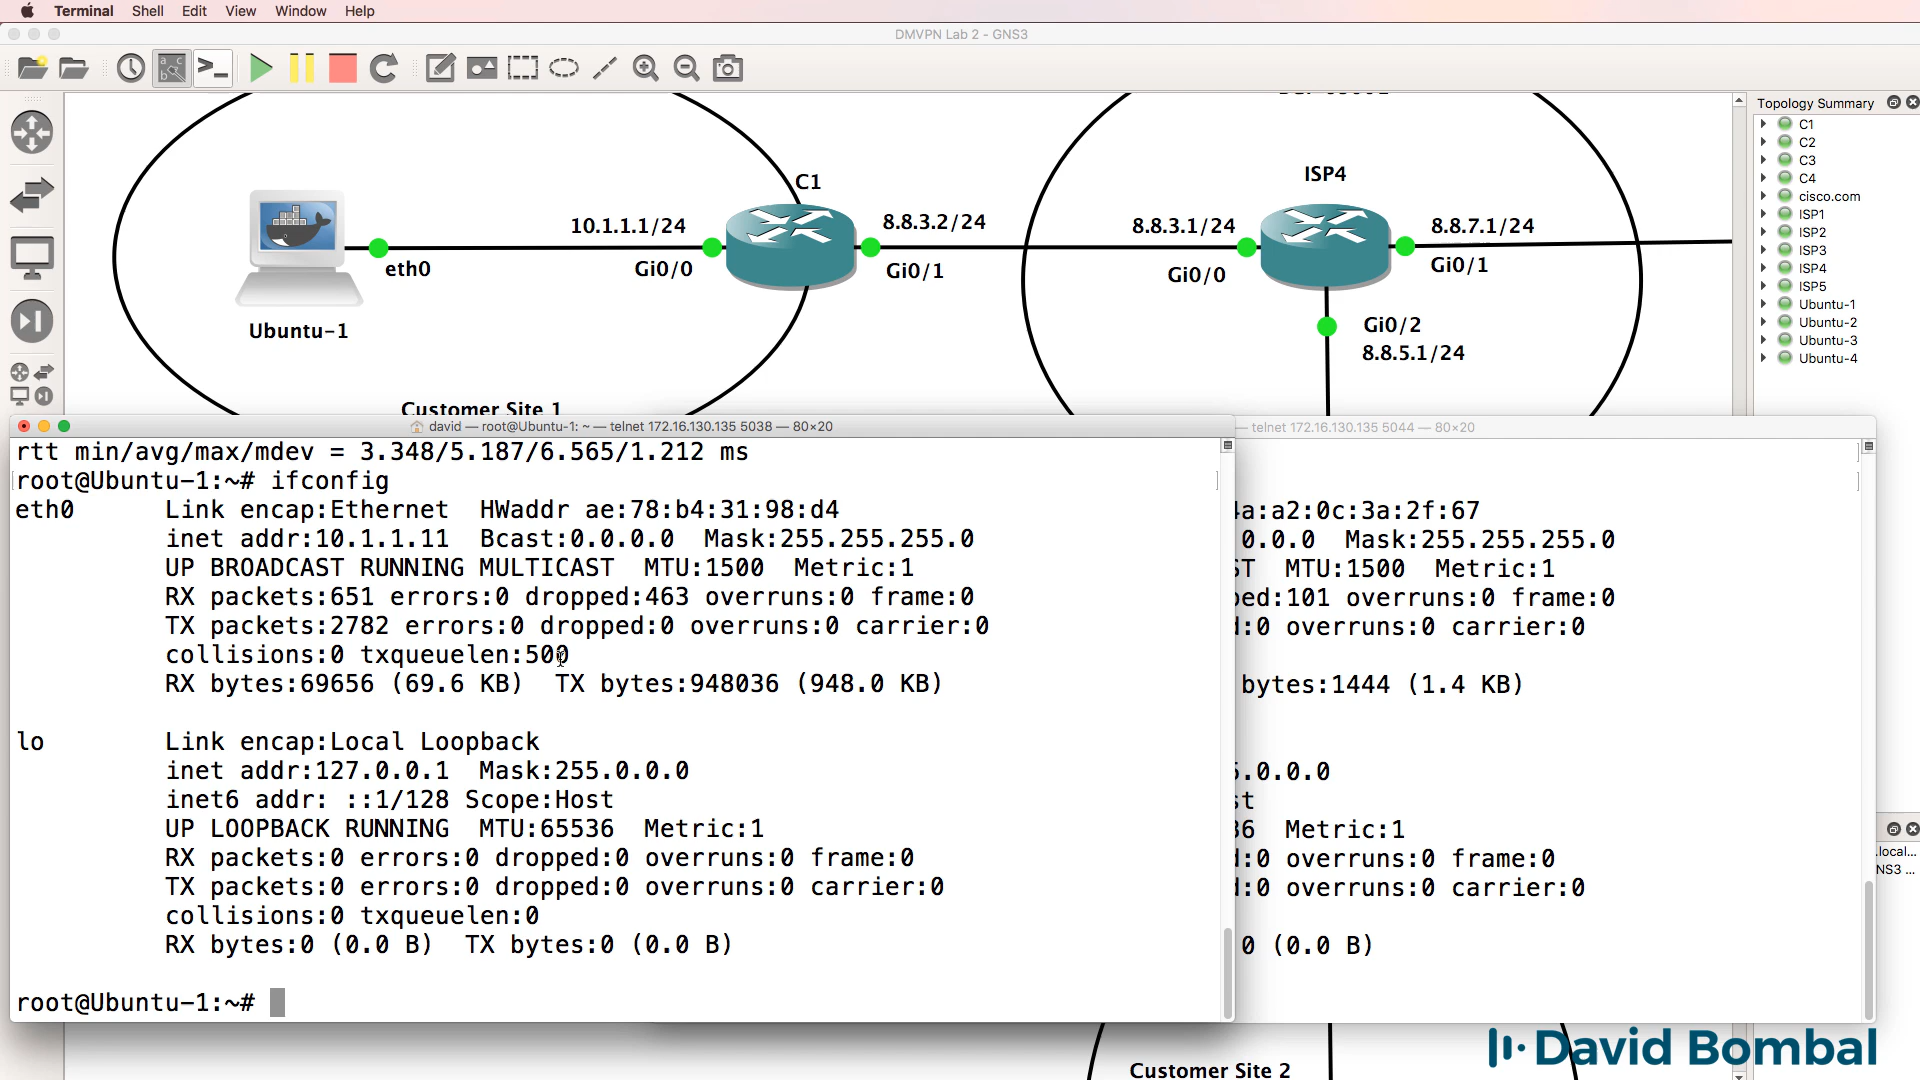 Terminal Shell Edit View Window Help
DMVPN Lab 2 - GNS3
Topology Summary
C1
C2
C3
C4
cisco.com
ISP1
ISP2
ISP3
ISP4
ISP5
Ubuntu-1
Ubuntu-2
Ubuntu-3
Ubuntu-4
C1
ISP4
10.1.1.1/24
8.8.3.2/24
8.8.3.1/24
8.8.7.1/24
eth0
Gi0/0
Gi0/1
Gi0/0
Gi0/1
Ubuntu-1
Gi0/2
8.8.5.1/24
Customer Site 1
david — root@Ubuntu-1: ~ — telnet 172.16.130.135 5038 — 80×20
rtt min/avg/max/mdev = 3.348/5.187/6.565/1.212 ms
root@Ubuntu-1:~# ifconfig
eth0 Link encap:Ethernet HWaddr ae:78:b4:31:98:d4
inet addr:10.1.1.11 Bcast:0.0.0.0 Mask:255.255.255.0
UP BROADCAST RUNNING MULTICAST MTU:1500 Metric:1
RX packets:651 errors:0 dropped:463 overruns:0 frame:0
TX packets:2782 errors:0 dropped:0 overruns:0 carrier:0
collisions:0 txqueuelen:500
RX bytes:69656 (69.6 KB) TX bytes:948036 (948.0 KB)
lo Link encap:Local Loopback
inet addr:127.0.0.1 Mask:255.0.0.0
inet6 addr: ::1/128 Scope:Host
UP LOOPBACK RUNNING MTU:65536 Metric:1
RX packets:0 errors:0 dropped:0 overruns:0 frame:0
TX packets:0 errors:0 dropped:0 overruns:0 carrier:0
collisions:0 txqueuelen:0
RX bytes:0 (0.0 B) TX bytes:0 (0.0 B)
root@Ubuntu-1:~#
— telnet 172.16.130.135 5044 — 80×20
a:a2:0c:3a:2f:67
0.0.0 Mask:255.255.255.0
ST MTU:1500 Metric:1
ed:101 overruns:0 frame:0
:0 overruns:0 carrier:0
bytes:1444 (1.4 KB)
.0.0.0
st
36 Metric:1
:0 overruns:0 frame:0
:0 overruns:0 carrier:0
0 (0.0 B)
.local...
NS3 ...
Customer Site 2
David Bombal